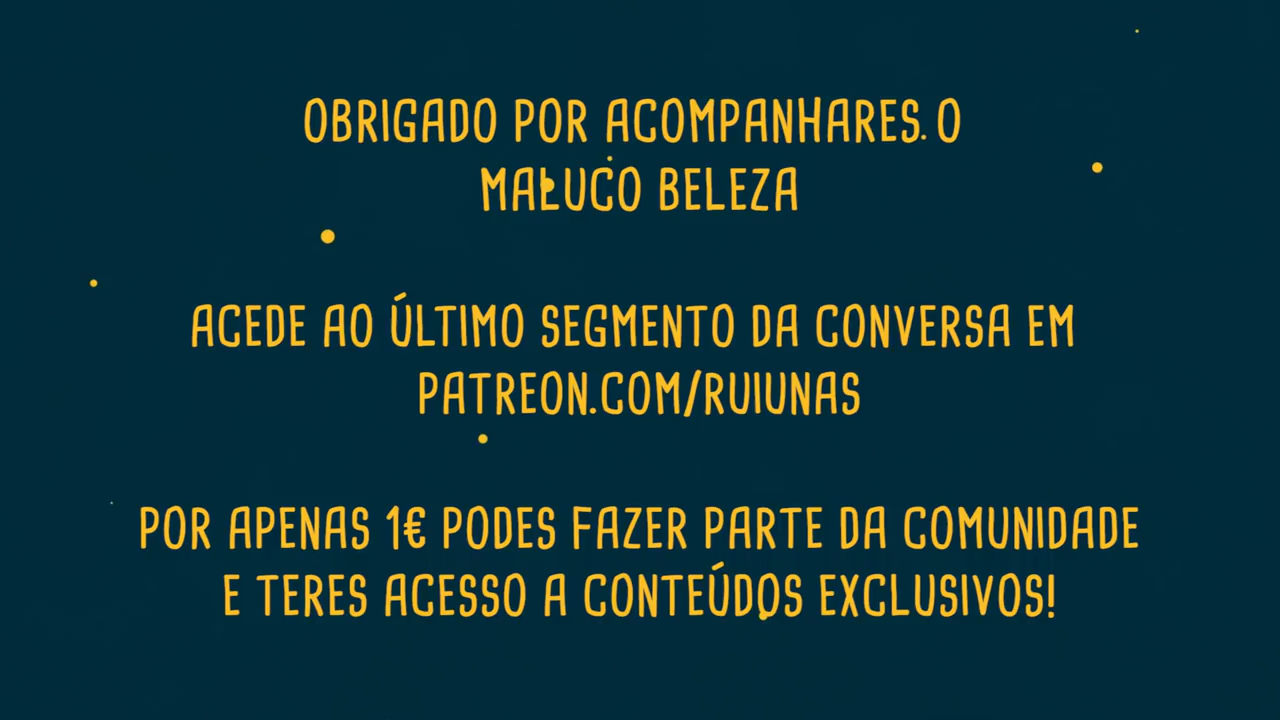 OBRIGADO POR ACOMPANHARES O
MALUCO BELEZA
ACEDE AO ÚLTIMO SEGMENTO DA CONVERSA EM
PATREON.COM/RUIUNAS
POR APENAS 1€ PODES FAZER PARTE DA COMUNIDADE
E TERES ACESSO A CONTEÚDOS EXCLUSIVOS!